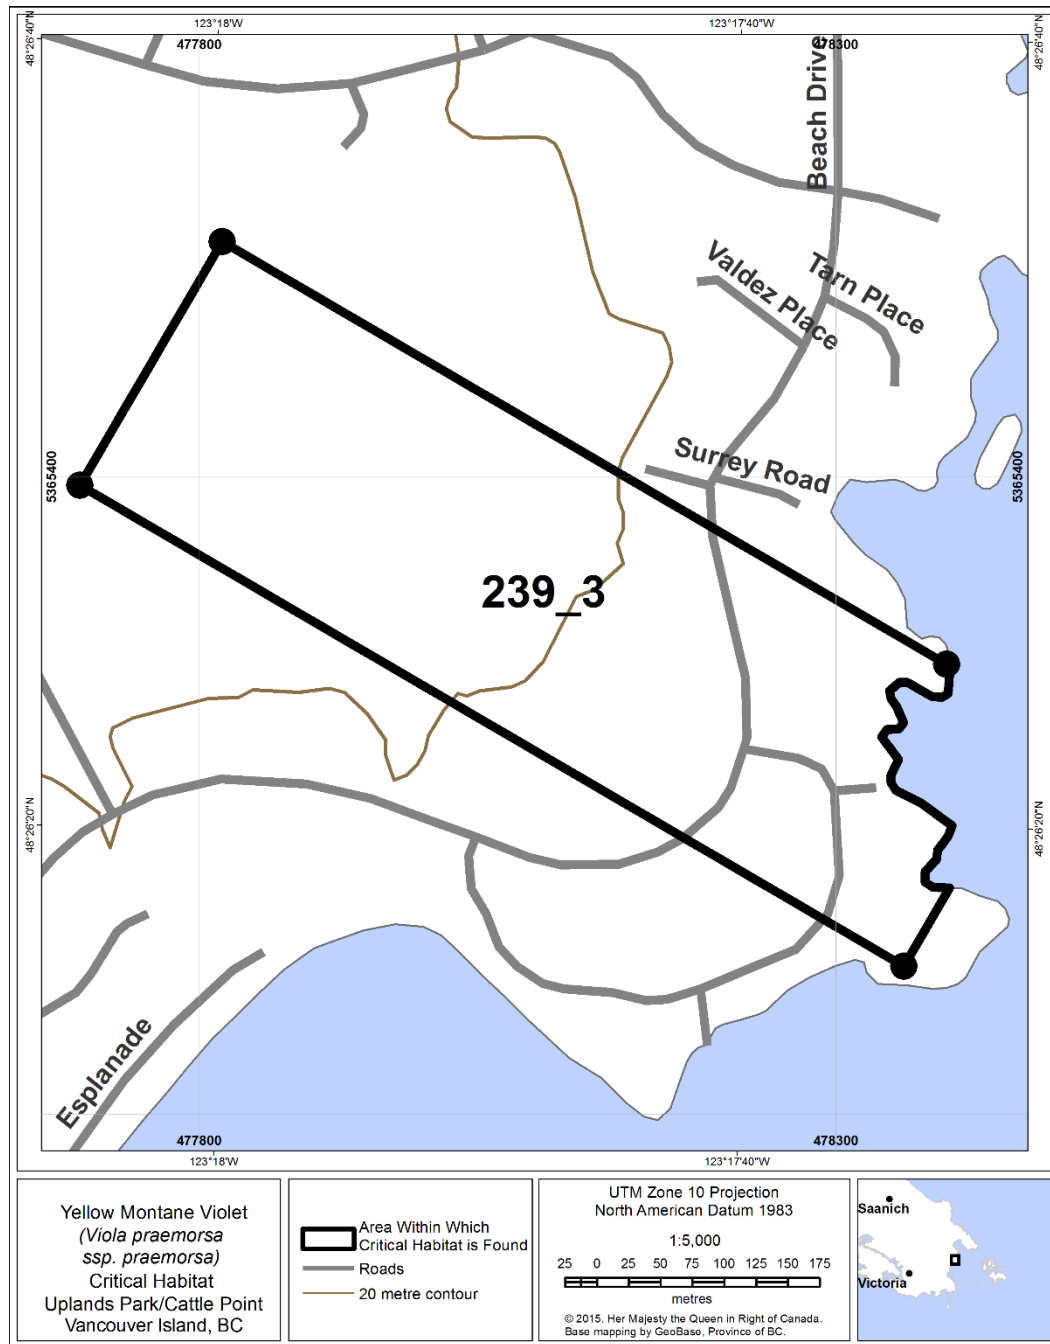 123°18'W
123°17'40"W
477800
478300
48°26'40"N
48°26'40"N
Beach Drive
Valdez Place
Tarn Place
Surrey Road
5365400
5365400
239_3
48°26'20"N
48°26'20"N
Esplanade
477800
478300
123°18'W
123°17'40"W
Yellow Montane Violet
(Viola praemorsa
ssp. praemorsa)
Critical Habitat
Uplands Park/Cattle Point
Vancouver Island, BC
Area Within Which
Critical Habitat is Found
Roads
20 metre contour
UTM Zone 10 Projection
North American Datum 1983
1:5,000
25 0 25 50 75 100 125 150 175
metres
© 2015. Her Majesty the Queen in Right of Canada.
Base mapping by GeoBase, Province of BC.
Saanich
Victoria